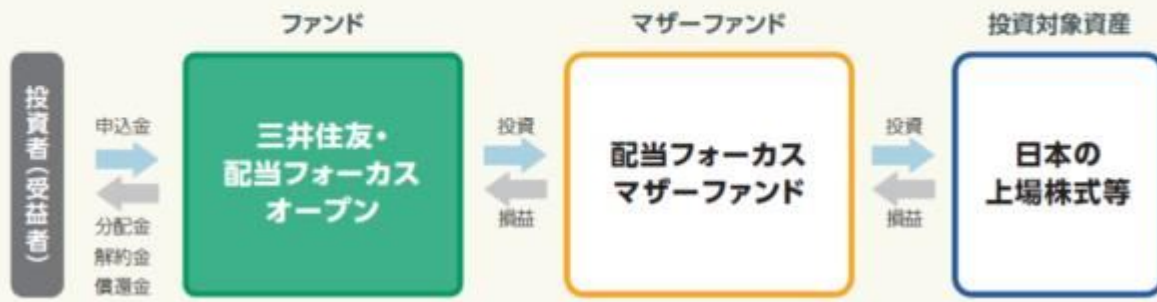 ファンド
マザーファンド
投資対象資産
投資者(受益者)
申込金
分配金
解約金
償還金
三井住友・
配当フォーカス
オープン
投資
損益
配当フォーカス
マザーファンド
投資
損益
日本の
上場株式等